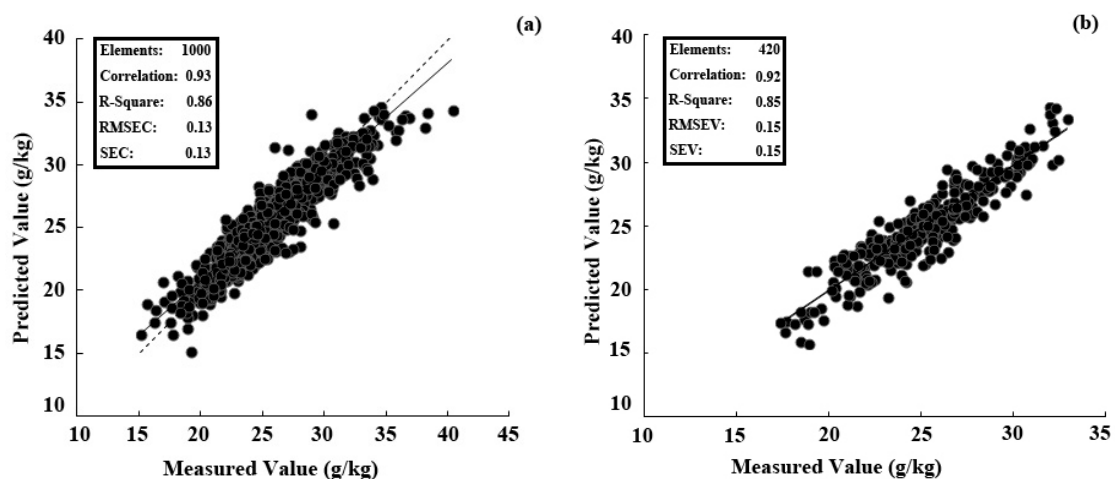 (a)
40
35
30
25
20
15
10
Predicted Value (g/kg)
Elements: 1000
Correlation: 0.93
R-Square: 0.86
RMSEC: 0.13
SEC: 0.13
10 15 20 25 30 35 40 45
Measured Value (g/kg)
(b)
40
35
30
25
20
15
10
Predicted Value (g/kg)
Elements: 420
Correlation: 0.92
R-Square: 0.85
RMSEV: 0.15
SEV: 0.15
10 15 20 25 30 35
Measured Value (g/kg)